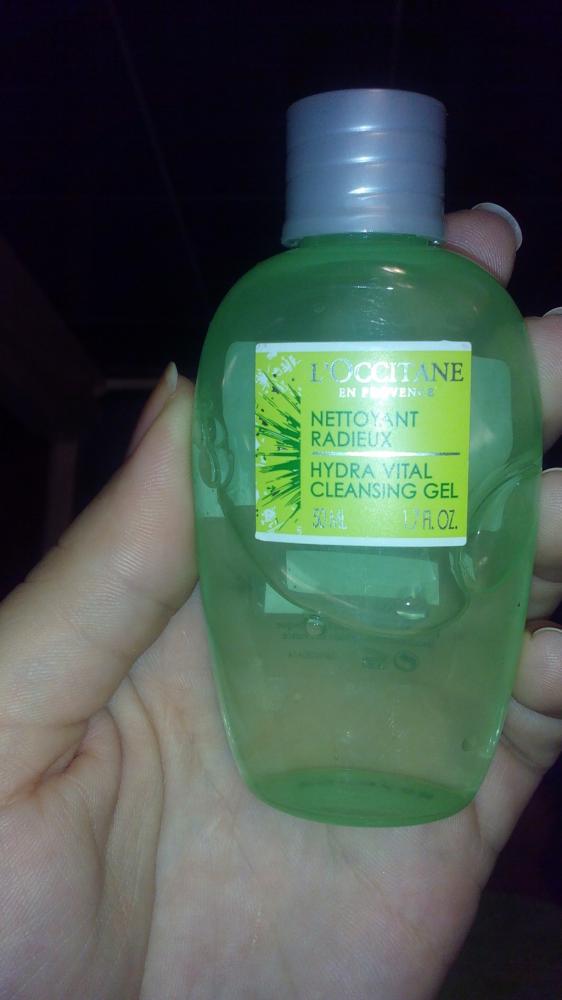 L'OCCITANE
EN PROVENCE
NETTOYANT
RADIEUX
HYDRA VITAL
CLEANSING GEL
50 ML 1.7 FL. OZ.